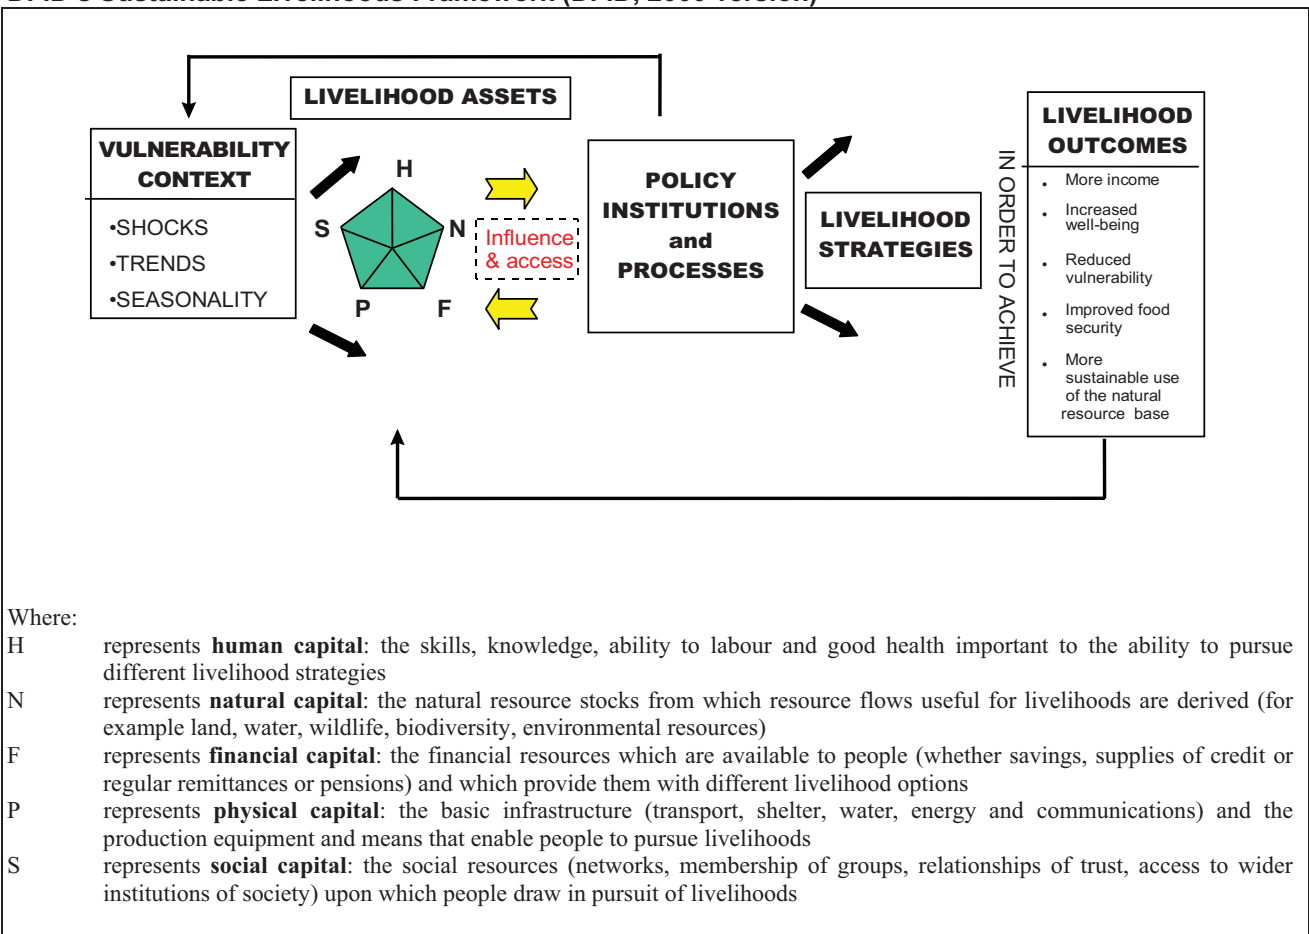 DFID's Sustainable Livelihoods Framework (DFID, 2000 version)
LIVELIHOOD ASSETS
VULNERABILITY
CONTEXT
•SHOCKS
•TRENDS
•SEASONALITY
H
S
N
P
F
Influence
& access
POLICY
INSTITUTIONS
and
PROCESSES
LIVELIHOOD
STRATEGIES
IN ORDER TO ACHIEVE
LIVELIHOOD
OUTCOMES
• More income
• Increased
well-being
• Reduced
vulnerability
• Improved food
security
• More
sustainable use
of the natural
resource base
Where:
H represents human capital: the skills, knowledge, ability to labour and good health important to the ability to pursue
different livelihood strategies
N represents natural capital: the natural resource stocks from which resource flows useful for livelihoods are derived (for
example land, water, wildlife, biodiversity, environmental resources)
F represents financial capital: the financial resources which are available to people (whether savings, supplies of credit or
regular remittances or pensions) and which provide them with different livelihood options
P represents physical capital: the basic infrastructure (transport, shelter, water, energy and communications) and the
production equipment and means that enable people to pursue livelihoods
S represents social capital: the social resources (networks, membership of groups, relationships of trust, access to wider
institutions of society) upon which people draw in pursuit of livelihoods